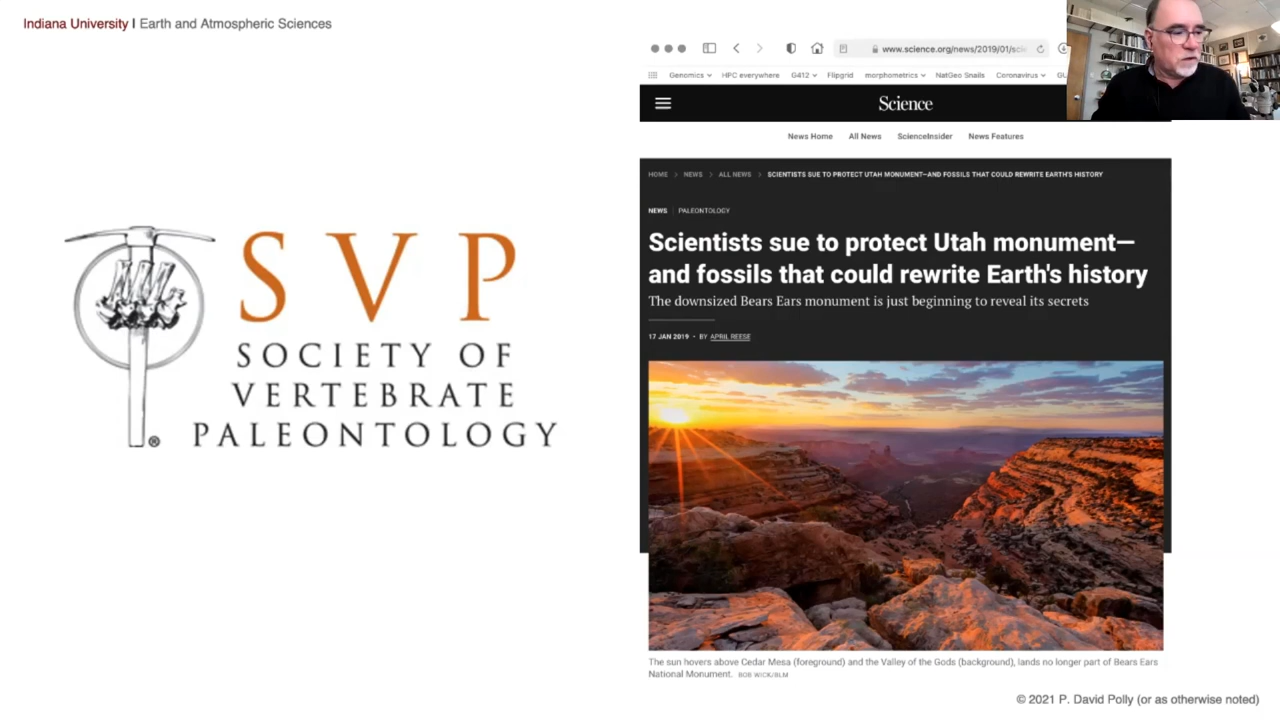 Indiana University | Earth and Atmospheric Sciences
SVP
SOCIETY OF
VERTEBRATE
PALEONTOLOGY
®
www.science.org/news/2019/01/sci
Genomics HPC everywhere G412 Flipgrid morphometrics NatGeo Snails Coronavirus
Science
News Home All News ScienceInsider News Features
HOME > NEWS > ALL NEWS > SCIENTISTS SUE TO PROTECT UTAH MONUMENT—AND FOSSILS THAT COULD REWRITE EARTH'S HISTORY
NEWS | PALEONTOLOGY
Scientists sue to protect Utah monument—
and fossils that could rewrite Earth's history
The downsized Bears Ears monument is just beginning to reveal its secrets
17 JAN 2019 • BY APRIL REESE
The sun hovers above Cedar Mesa (foreground) and the Valley of the Gods (background), lands no longer part of Bears Ears
National Monument. BOB WICK/BLM
© 2021 P. David Polly (or as otherwise noted)